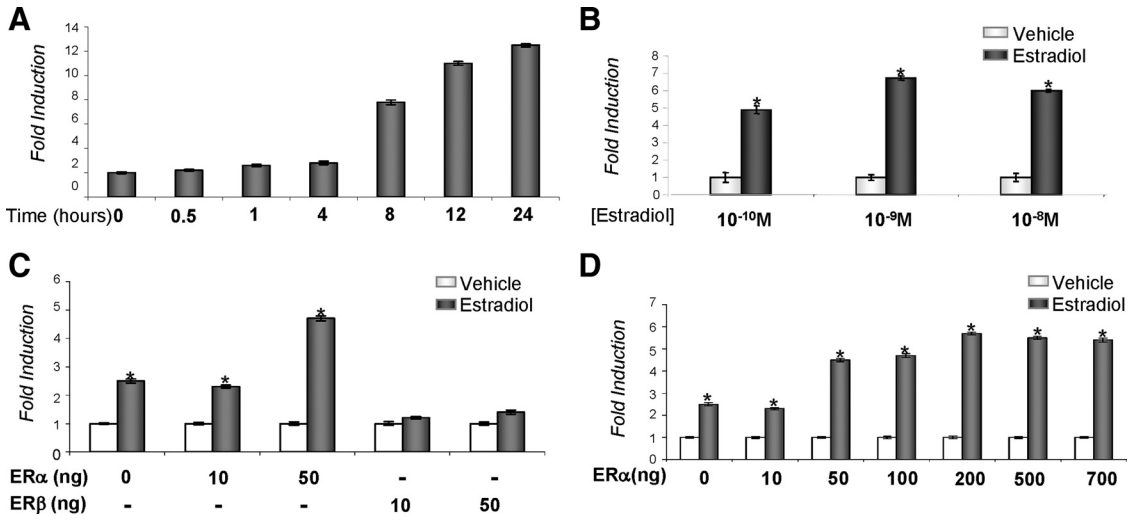 A
Fold Induction
14
12
10
8
6
4
2
0
Time (hours) 0 0.5 1 4 8 12 24
B
Vehicle
Estradiol
Fold Induction
8
7
6
5
4
3
2
1
0
* * *
[Estradiol] 10⁻¹⁰M 10⁻⁹M 10⁻⁸M
C
Vehicle
Estradiol
Fold Induction
6
5
4
3
2
1
0
* * *
ERα (ng) 0 10 50 - -
ERβ (ng) - - - 10 50
D
Vehicle
Estradiol
Fold Induction
7
6
5
4
3
2
1
0
* * * * * * *
ERα(ng) 0 10 50 100 200 500 700